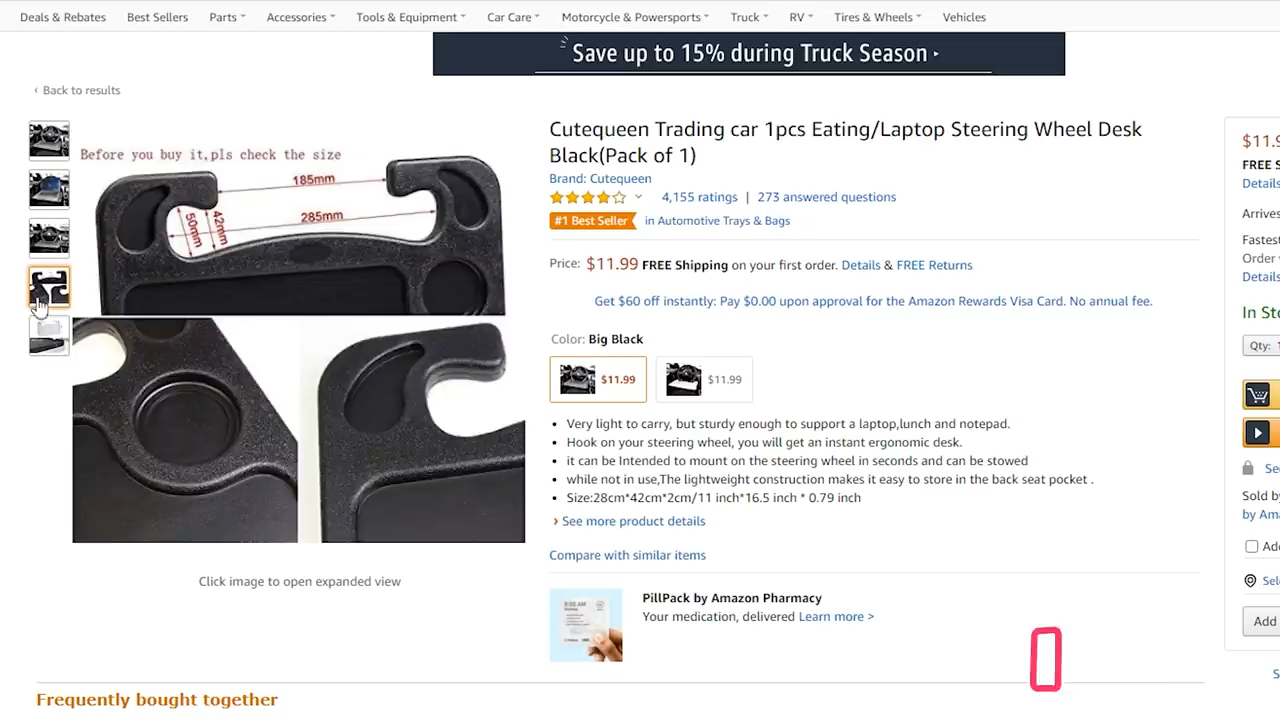 Deals & Rebates Best Sellers Parts Accessories Tools & Equipment Car Care Motorcycle & Powersports Truck RV Tires & Wheels Vehicles
Save up to 15% during Truck Season
‹ Back to results
Before you buy it,pls check the size
185mm
285mm
50mm
42mm
Click image to open expanded view
Cutequeen Trading car 1pcs Eating/Laptop Steering Wheel Desk
Black(Pack of 1)
Brand: Cutequeen
4,155 ratings | 273 answered questions
#1 Best Seller in Automotive Trays & Bags
Price: $11.99 FREE Shipping on your first order. Details & FREE Returns
Get $60 off instantly: Pay $0.00 upon approval for the Amazon Rewards Visa Card. No annual fee.
Color: Big Black
$11.99 $11.99
• Very light to carry, but sturdy enough to support a laptop,lunch and notepad.
• Hook on your steering wheel, you will get an instant ergonomic desk.
• it can be Intended to mount on the steering wheel in seconds and can be stowed
• while not in use,The lightweight construction makes it easy to store in the back seat pocket .
• Size:28cm*42cm*2cm/11 inch*16.5 inch * 0.79 inch
› See more product details
Compare with similar items
PillPack by Amazon Pharmacy
Your medication, delivered Learn more >
Frequently bought together
$11.9
FREE S
Details
Arrives
Fastest
Order
Details
In Sto
Qty:
Se
Sold by
by Ama
Add
Sele
Add
S